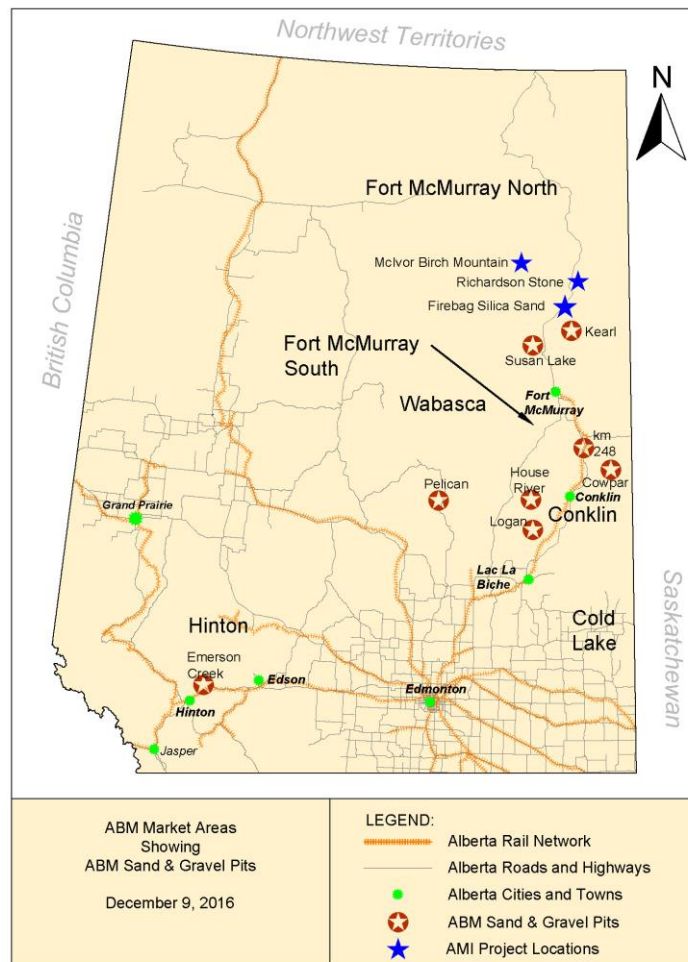 Northwest Territories
N
Fort McMurray North
McIvor Birch Mountain
Richardson Stone
Firebag Silica Sand
British Columbia
Kearl
Fort McMurray
South
Susan Lake
Wabasca
Fort
McMurray
km
248
Pelican
House
River
Cowpar
Grand Prairie
Conklin
Logan
Conklin
Lac La
Biche
Saskatchewan
Hinton
Cold
Lake
Emerson
Creek
Edson
Edmonton
Hinton
Jasper
ABM Market Areas
Showing
ABM Sand & Gravel Pits
December 9, 2016
LEGEND:
Alberta Rail Network
Alberta Roads and Highways
Alberta Cities and Towns
ABM Sand & Gravel Pits
AMI Project Locations